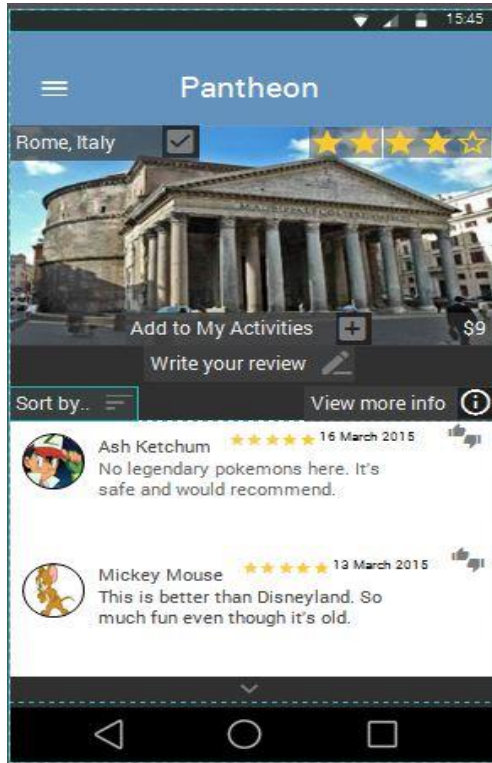 15:45
Pantheon
Rome, Italy
Add to My Activities
$9
Write your review
Sort by..
View more info
Ash Ketchum 16 March 2015
No legendary pokemons here. It's
safe and would recommend.
Mickey Mouse 13 March 2015
This is better than Disneyland. So
much fun even though it's old.